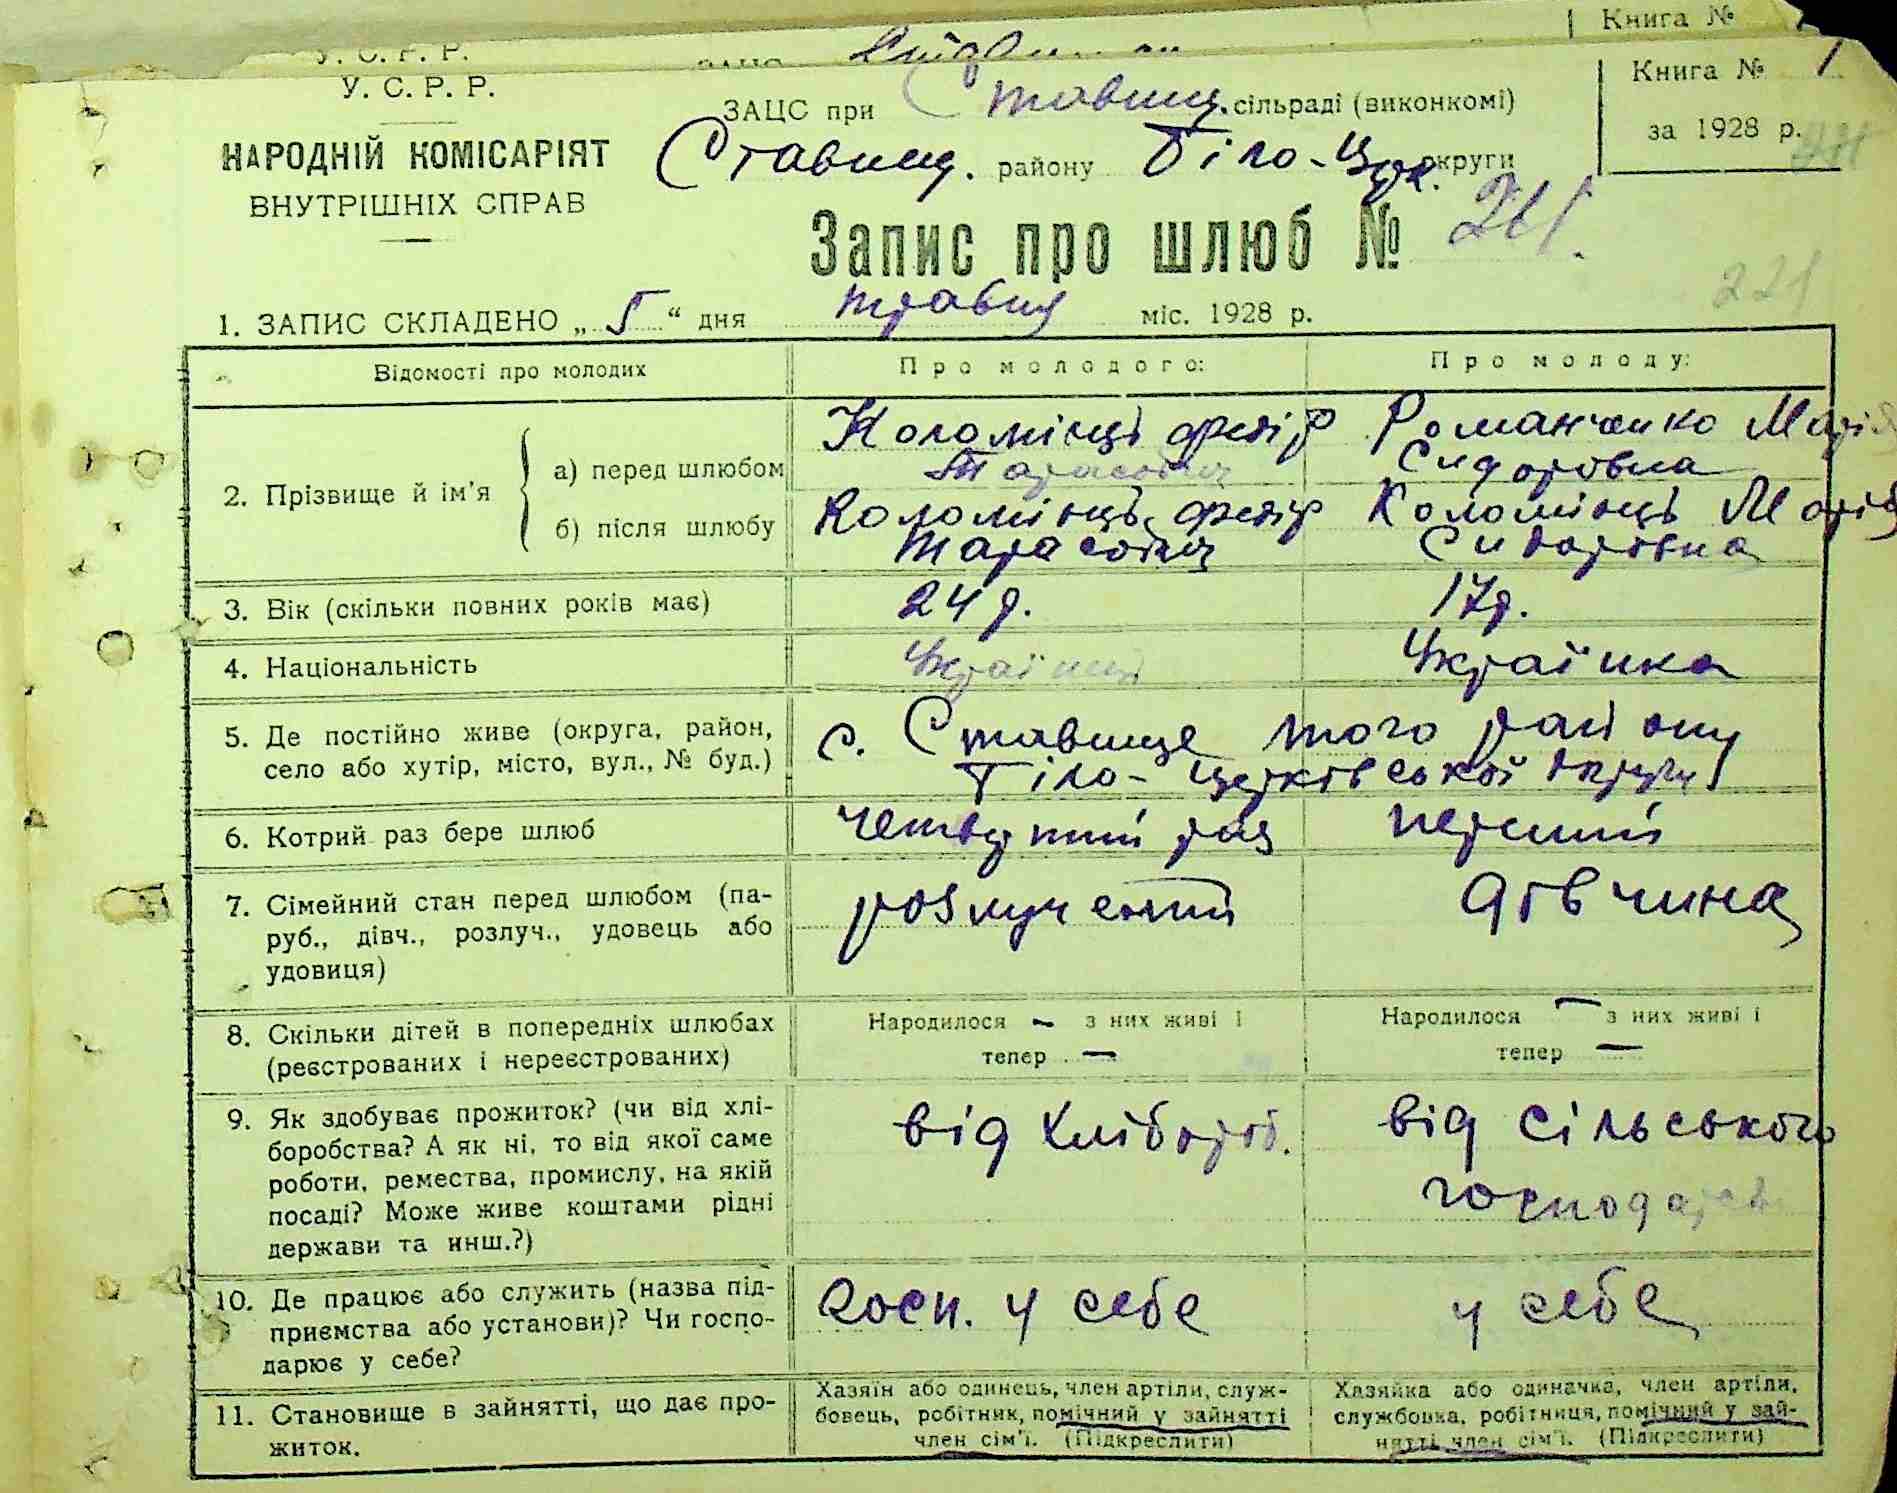 У. С. Р. Р.
Книга №
У. С. Р. Р.
НАРОДНІЙ КОМІСАРІЯТ
ВНУТРІШНІХ СПРАВ
ЗАЦС при Ставищ. сільраді (виконкомі)
Ставищ. району Біло-Церк. округи
Книга № 1
за 1928 р.
Запис про шлюб №
221
1. ЗАПИС СКЛАДЕНО „ 5 “ дня травня міс. 1928 р.
Відомості про молодих
Про молодого:
Про молоду:
2. Прізвище й ім’я
а) перед шлюбом
Коломієць Федір
Тарасович
Романченко Марія
Сидоровна
б) після шлюбу
Коломієць Федір
Тарасович
Коломієць Марія
Сидоровна
3. Вік (скільки повних років має)
24 р.
17 р.
4. Національність
Українець
Українка
5. Де постійно живе (округа, район,
село або хутір, місто, вул., № буд.)
с. Ставище того району
Біло-Церківської округи
6. Котрий раз бере шлюб
четвертий раз
перший
7. Сімейний стан перед шлюбом (па-
руб., дівч., розлуч., удовець або
удовиця)
розлучений
дівчина
8. Скільки дітей в попередніх шлюбах
(реєстрованих і нереєстрованих)
Народилося — з них живі і
тепер —
Народилося — з них живі і
тепер —
9. Як здобуває прожиток? (чи від хлі-
боробства? А як ні, то від якої саме
роботи, ремества, промислу, на якій
посаді? Може живе коштами рідні
держави та инш.?)
від хлібороб.
від сільського
господарств
10. Де працює або служить (назва під-
приємства або установи)? Чи госпо-
дарює у себе?
госп. у себе
у себе
11. Становище в зайнятті, що дає про-
житок.
Хазяїн або одинець, член артіли, служ-
бовець, робітник, помічний у зайнятті
член сім’ї. (Підкреслити)
Хазяйка або одиначка, член артіли,
службовка, робітниця, помічний у зай-
нятті член сім’ї. (Підкреслити)